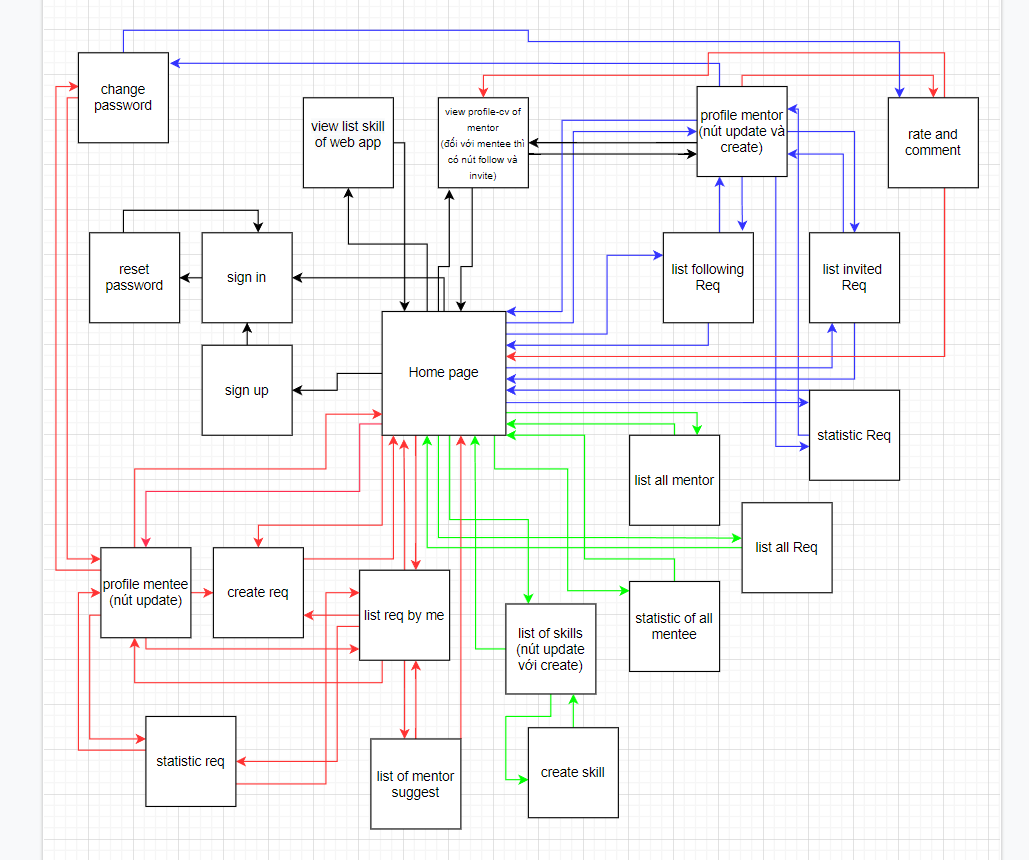 change
password
view list skill
of web app
view profile-cv of
mentor
(đối với mentee thì
có nút follow và
invite)
profile mentor
(nút update và
create)
rate and
comment
reset
password
sign in
list following
Req
list invited
Req
sign up
Home page
statistic Req
list all mentor
list all Req
profile mentee
(nút update)
create req
list req by me
list of skills
(nút update
với create)
statistic of all
mentee
statistic req
list of mentor
suggest
create skill